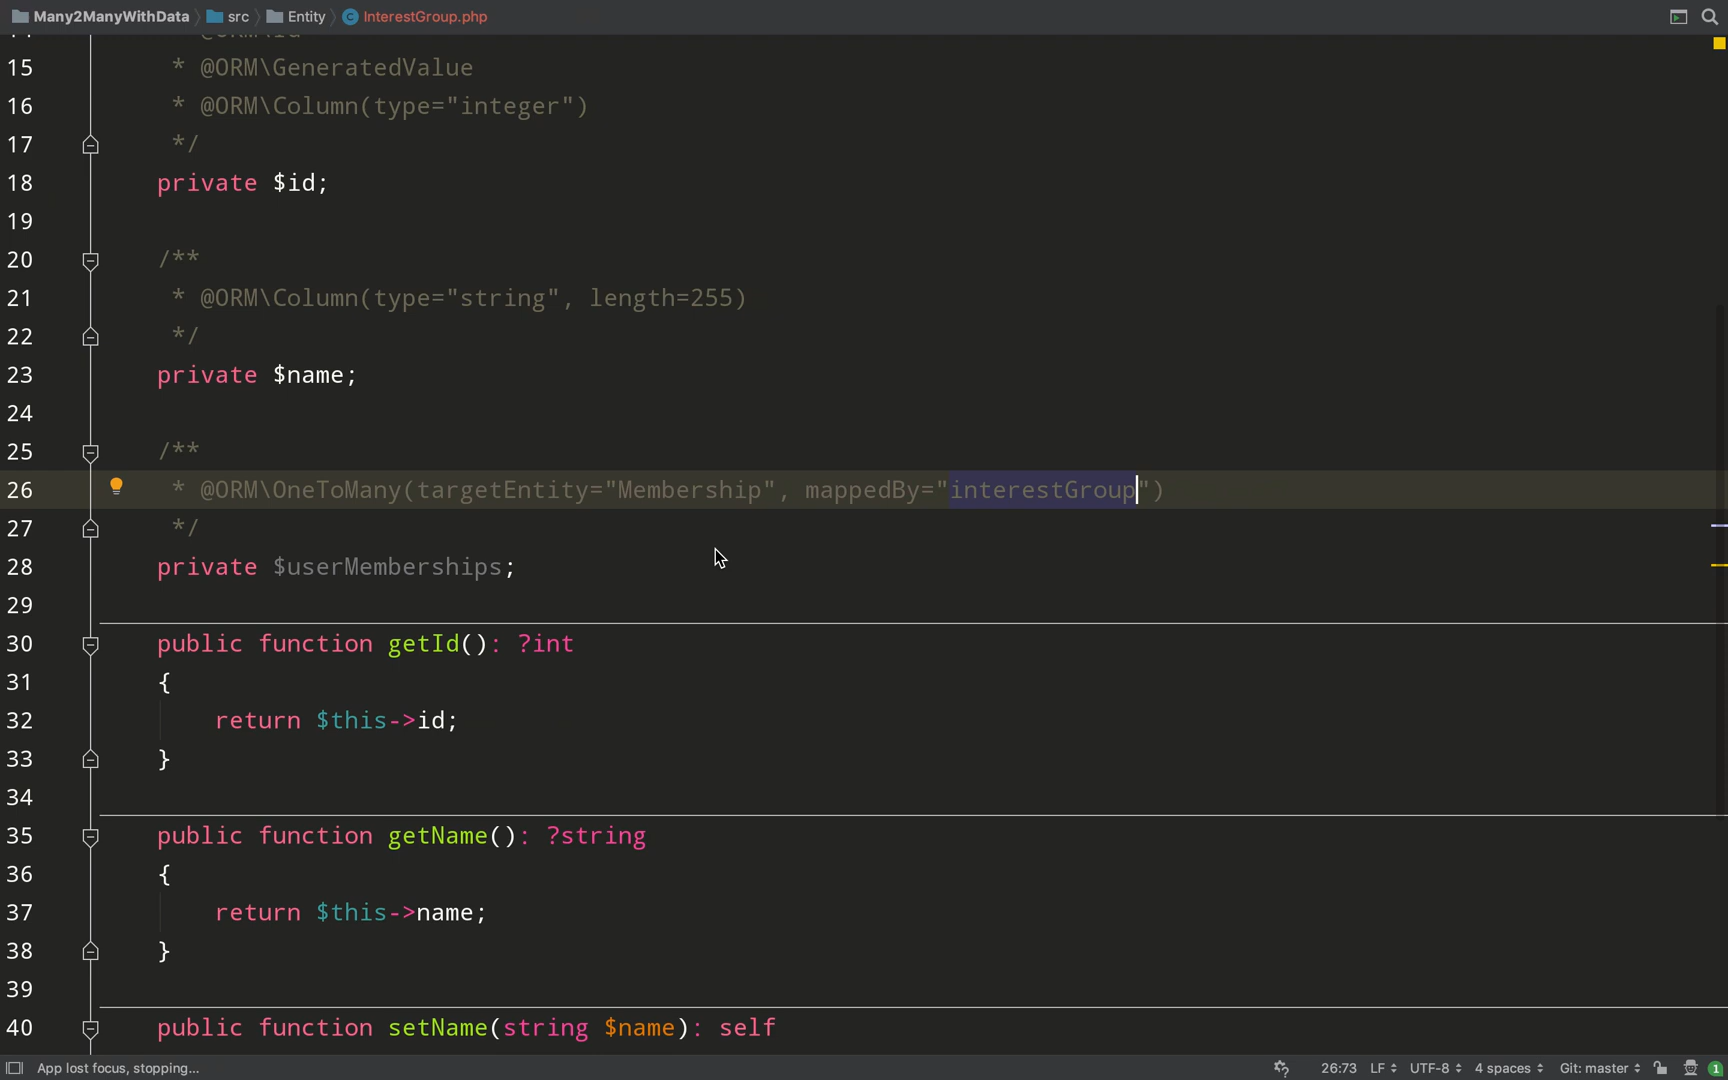 Many2ManyWithData src Entity InterestGroup.php
15 * @ORM\GeneratedValue
16 * @ORM\Column(type="integer")
17 */
18 private $id;
19
20 /**
21 * @ORM\Column(type="string", length=255)
22 */
23 private $name;
24
25 /**
26 * @ORM\OneToMany(targetEntity="Membership", mappedBy="interestGroup")
27 */
28 private $userMemberships;
29
30 public function getId(): ?int
31 {
32 return $this->id;
33 }
34
35 public function getName(): ?string
36 {
37 return $this->name;
38 }
39
40 public function setName(string $name): self
App lost focus, stopping... 26:73 LF UTF-8 4 spaces Git: master 1